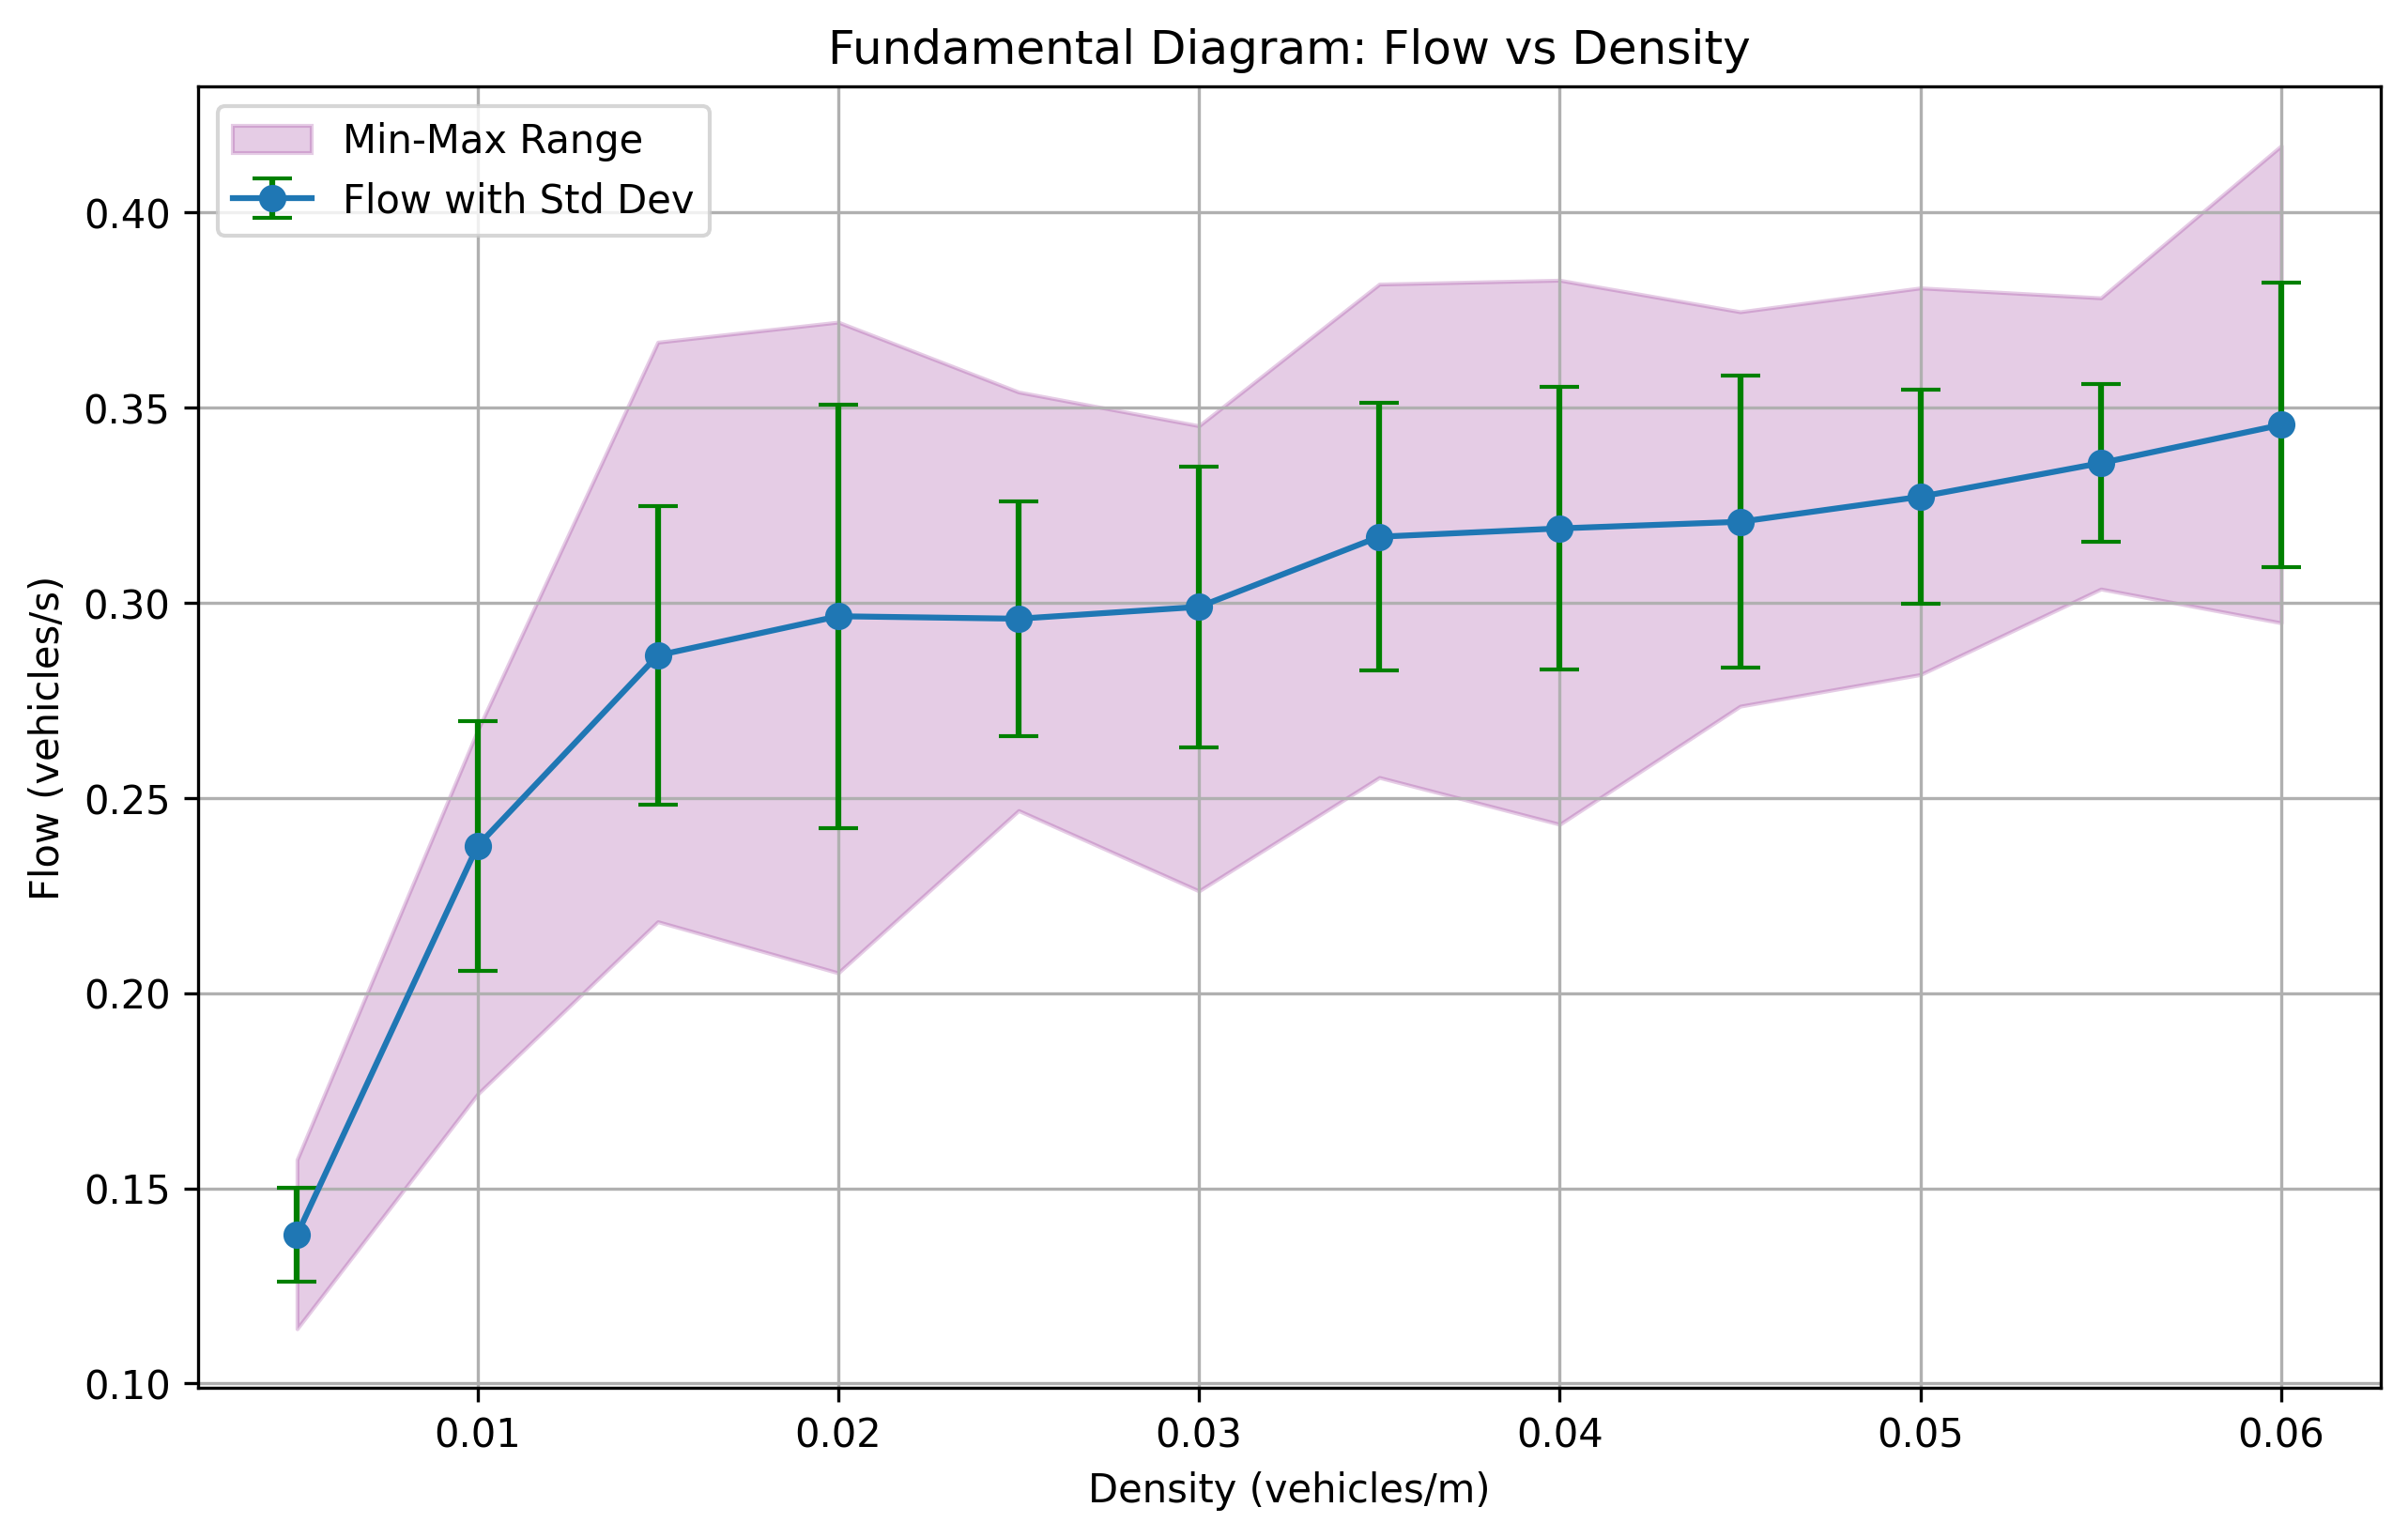 Fundamental Diagram: Flow vs Density
Min-Max Range
Flow with Std Dev
Flow (vehicles/s)
0.40
0.35
0.30
0.25
0.20
0.15
0.10
0.01 0.02 0.03 0.04 0.05 0.06
Density (vehicles/m)